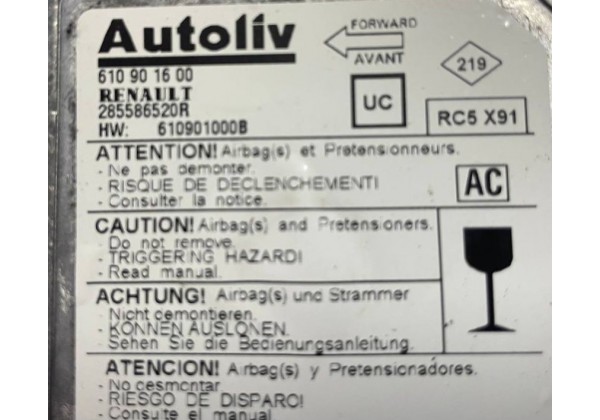 Autoliv
FORWARD
AVANT
219
610 90 16 00
RENAULT
285586520R
HW: 610901000B
UC
RC5 X91
ATTENTION! Airbag(s) et Pretensionneurs.
- Ne pas demonter.
- RISQUE DE DECLENCHEMENT!
- Consulter la notice.
AC
CAUTION! Airbag(s) and Pretensioners.
- Do not remove.
- TRIGGERING HAZARD!
- Read manual.
ACHTUNG! Airbag(s) und Strammer
- Nicht demontieren.
- KÖNNEN AUSLÖNEN.
- Sehen Sie die Bedienungsanleitung.
ATENCION! Airbag(s) y Pretensionadores.
- No desmontar
- RIESGO DE DISPARO!
- Consulte el manual